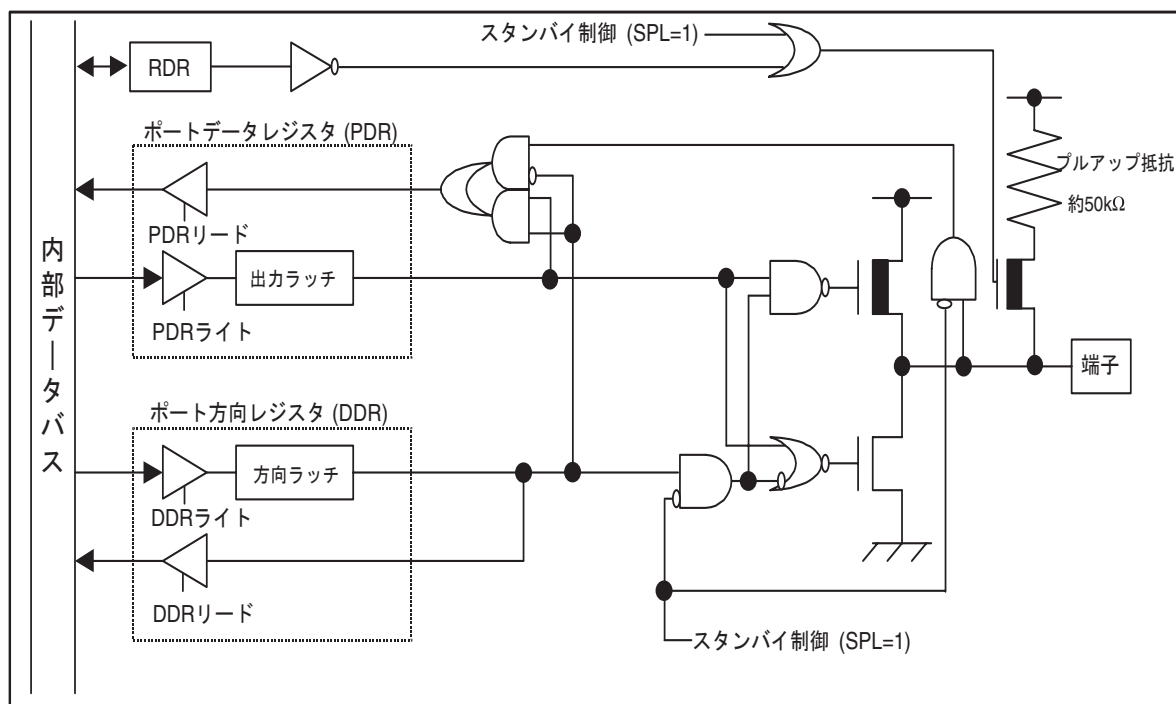 スタンバイ制御 (SPL=1)
RDR
ポートデータレジスタ (PDR)
プルアップ抵抗
約50kΩ
PDRリード
出力ラッチ
PDRライト
内部データバス
端子
ポート方向レジスタ (DDR)
方向ラッチ
DDRライト
DDRリード
スタンバイ制御 (SPL=1)